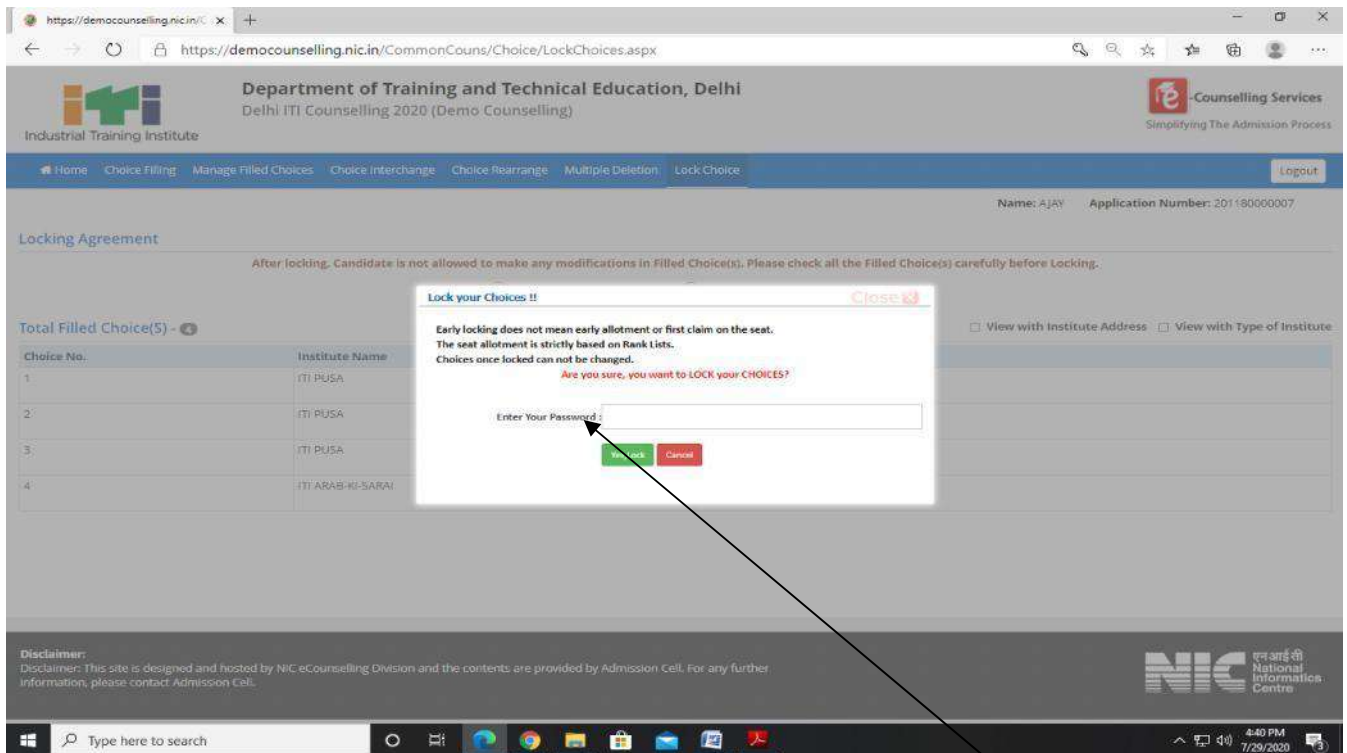 https://democounselling.nic.in/C
https://democounselling.nic.in/CommonCouns/Choice/LockChoices.aspx
Industrial Training Institute
Department of Training and Technical Education, Delhi
Delhi ITI Counselling 2020 (Demo Counselling)
e-Counselling Services
Simplifying The Admission Process
Home Choice Filling Manage Filled Choices Choice Interchange Choice Rearrange Multiple Deletion Lock Choice Logout
Name: AJAY Application Number: 201180000007
Locking Agreement
After locking, Candidate is not allowed to make any modifications in Filled Choice(s). Please check all the Filled Choice(s) carefully before Locking.
Lock your Choices !! Close
Early locking does not mean early allotment or first claim on the seat.
The seat allotment is strictly based on Rank Lists.
Choices once locked can not be changed.
Are you sure, you want to LOCK your CHOICES?
Enter Your Password :
Yes Lock Cancel
Total Filled Choice(S) - 4 View with Institute Address View with Type of Institute
Choice No. Institute Name
1 ITI PUSA
2 ITI PUSA
3 ITI PUSA
4 ITI ARAB-KI-SARAI
Disclaimer:
Disclaimer: This site is designed and hosted by NIC eCounselling Division and the contents are provided by Admission Cell. For any further
information, please contact Admission Cell.
NIC
एन आई सी
National
Informatics
Centre
Type here to search
4:40 PM
7/29/2020
3